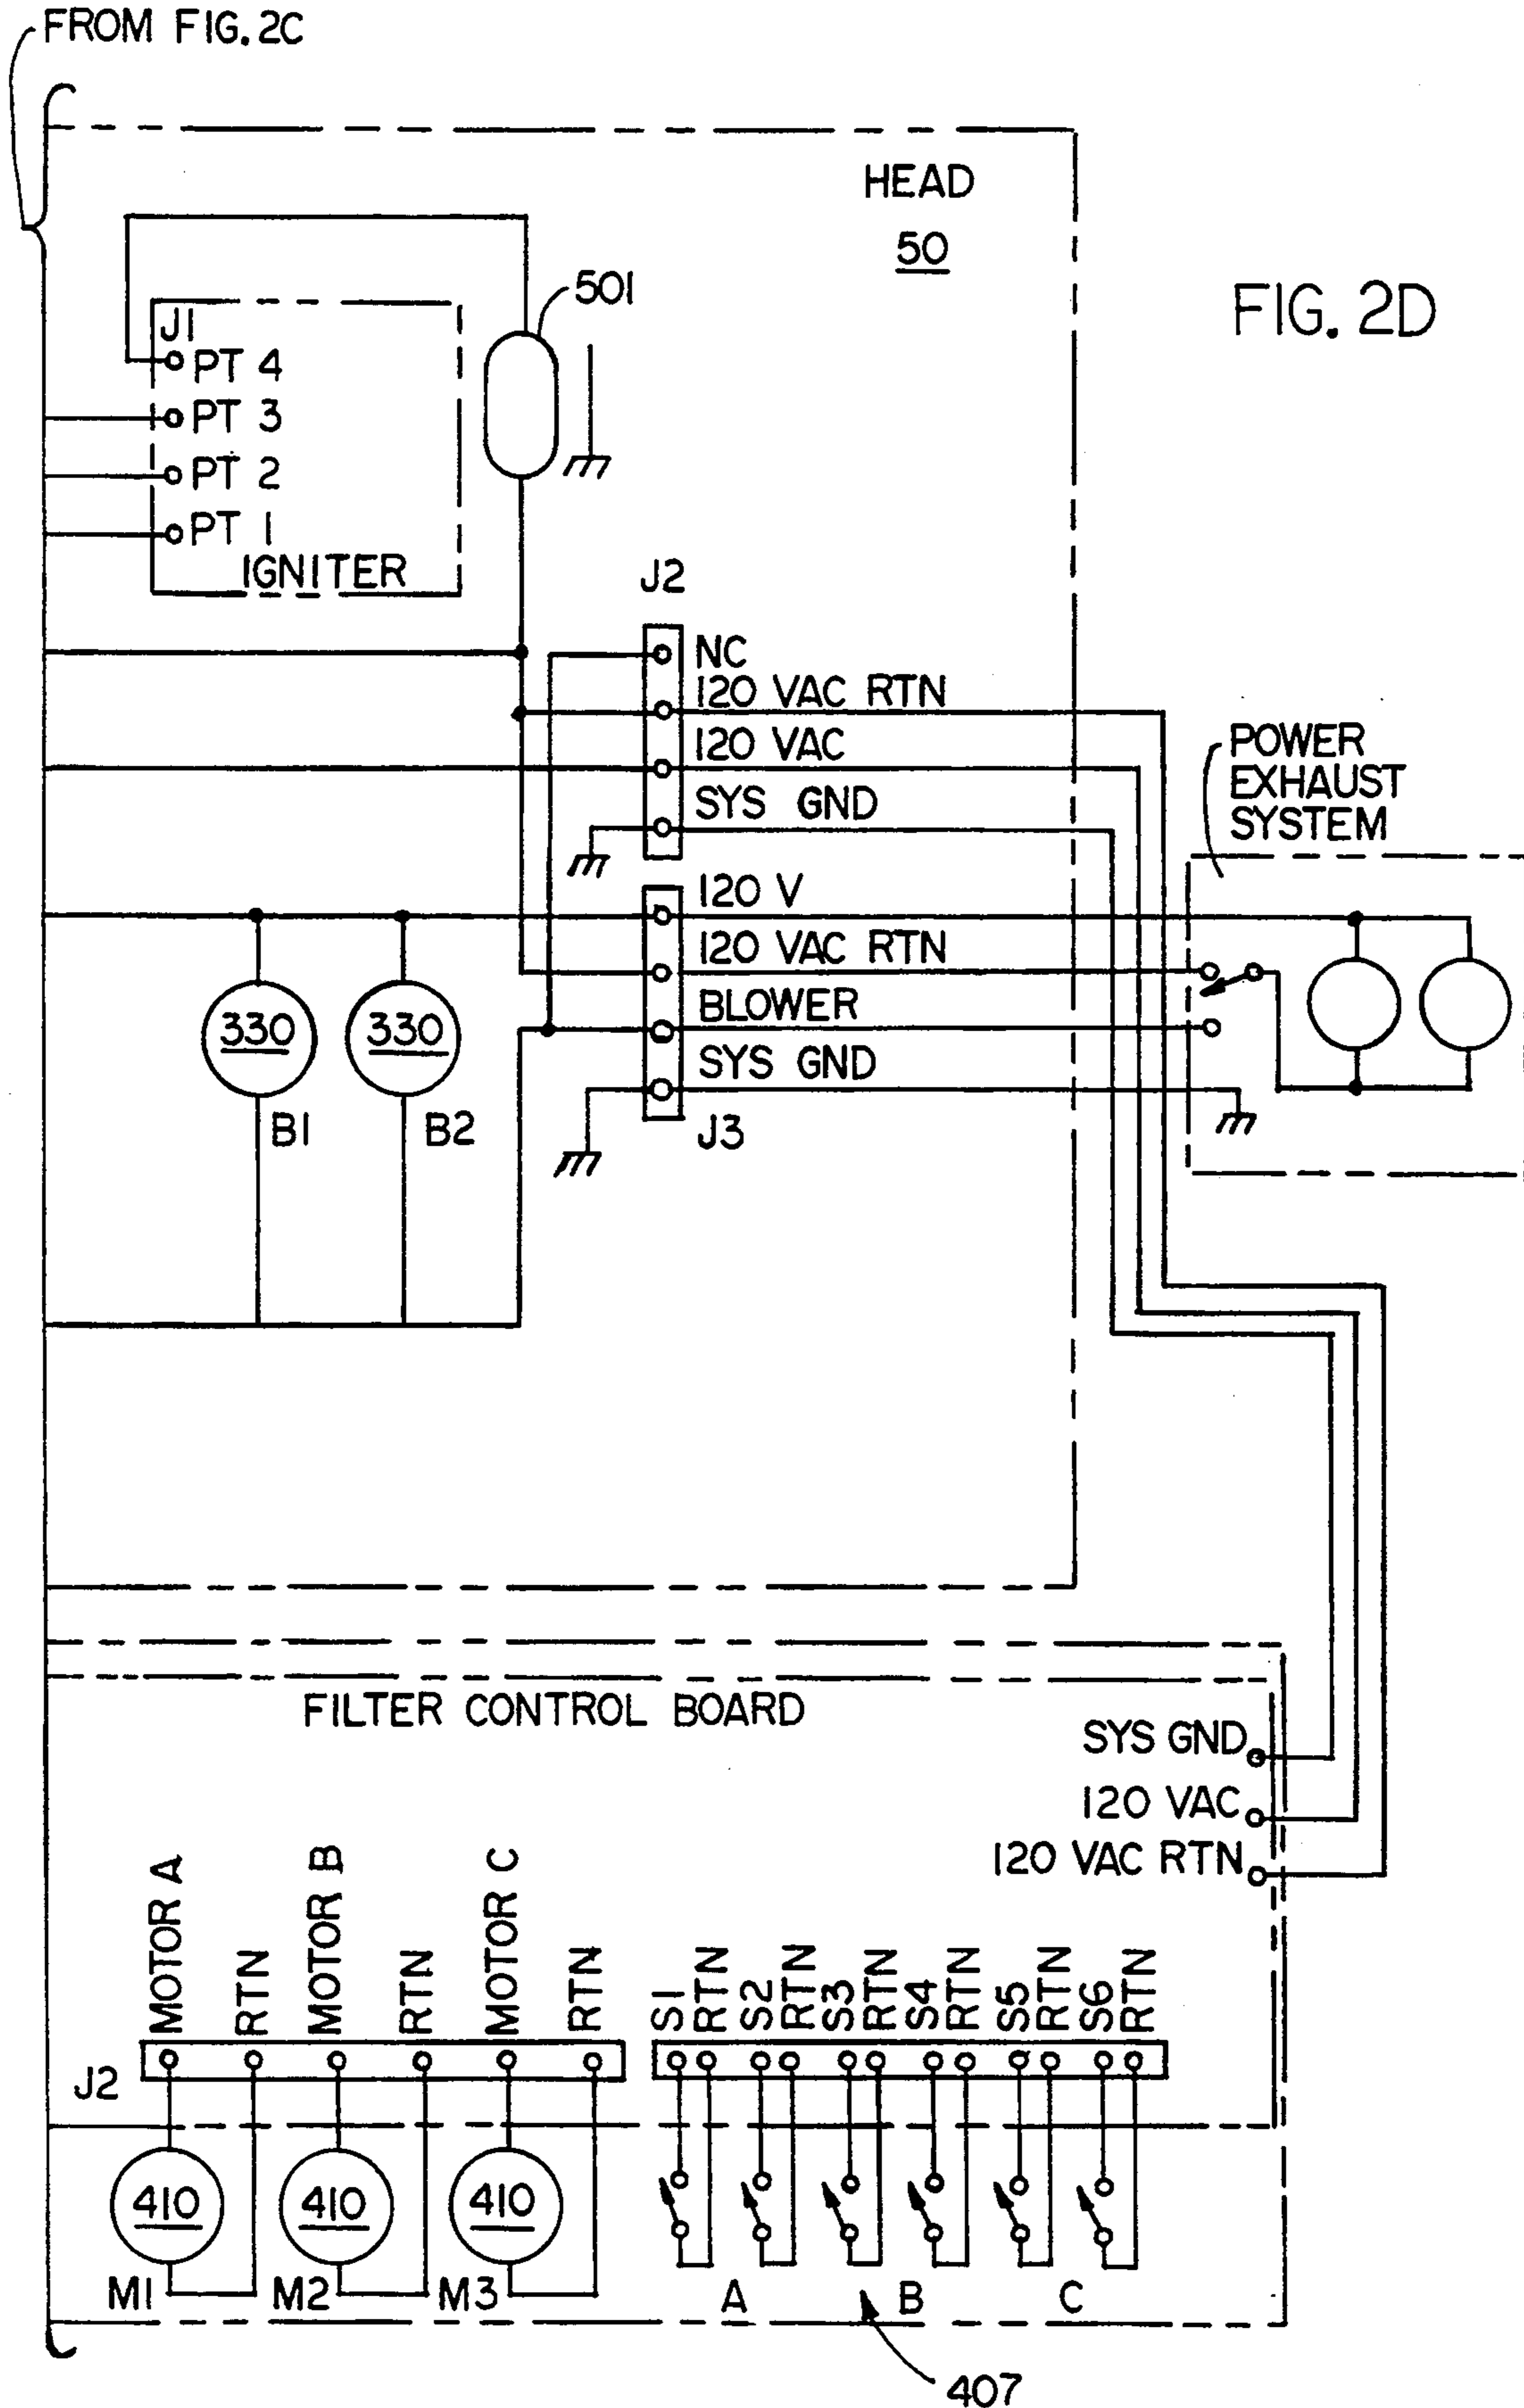 FROM FIG. 2C
HEAD
50
FIG. 2D
501
J1
PT 4
PT 3
PT 2
PT 1
IGNITER
J2
NC
120 VAC RTN
120 VAC
SYS GND
POWER
EXHAUST
SYSTEM
120 V
120 VAC RTN
BLOWER
SYS GND
J3
330
330
B1
B2
FILTER CONTROL BOARD
SYS GND
120 VAC
120 VAC RTN
MOTOR A
RTN
MOTOR B
RTN
MOTOR C
RTN
S1
RTN
S2
RTN
S3
RTN
S4
RTN
S5
RTN
S6
RTN
J2
410
410
410
M1
M2
M3
A
B
C
407